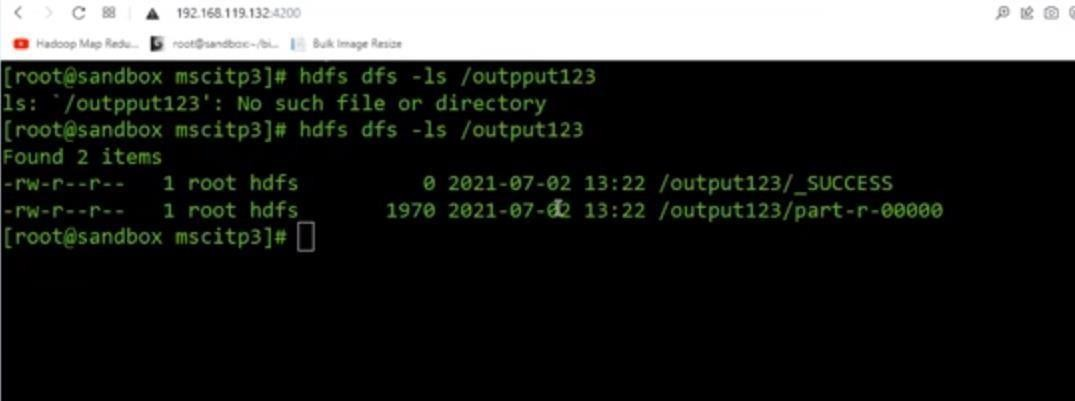 192.168.119.132:4200
Hadoop Map Redu... root@sandbox:~/bi... Bulk Image Resize
[root@sandbox mscitp3]# hdfs dfs -ls /outpput123
ls: `/outpput123': No such file or directory
[root@sandbox mscitp3]# hdfs dfs -ls /output123
Found 2 items
-rw-r--r-- 1 root hdfs 0 2021-07-02 13:22 /output123/_SUCCESS
-rw-r--r-- 1 root hdfs 1970 2021-07-02 13:22 /output123/part-r-00000
[root@sandbox mscitp3]#